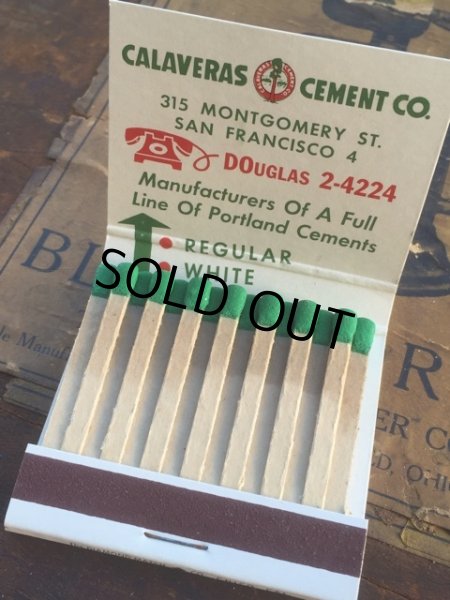 CALAVERAS CEMENT CO.
315 MONTGOMERY ST.
SAN FRANCISCO 4
DOUGLAS 2-4224
Manufacturers Of A Full
Line Of Portland Cements
• REGULAR
• WHITE
SOLD OUT